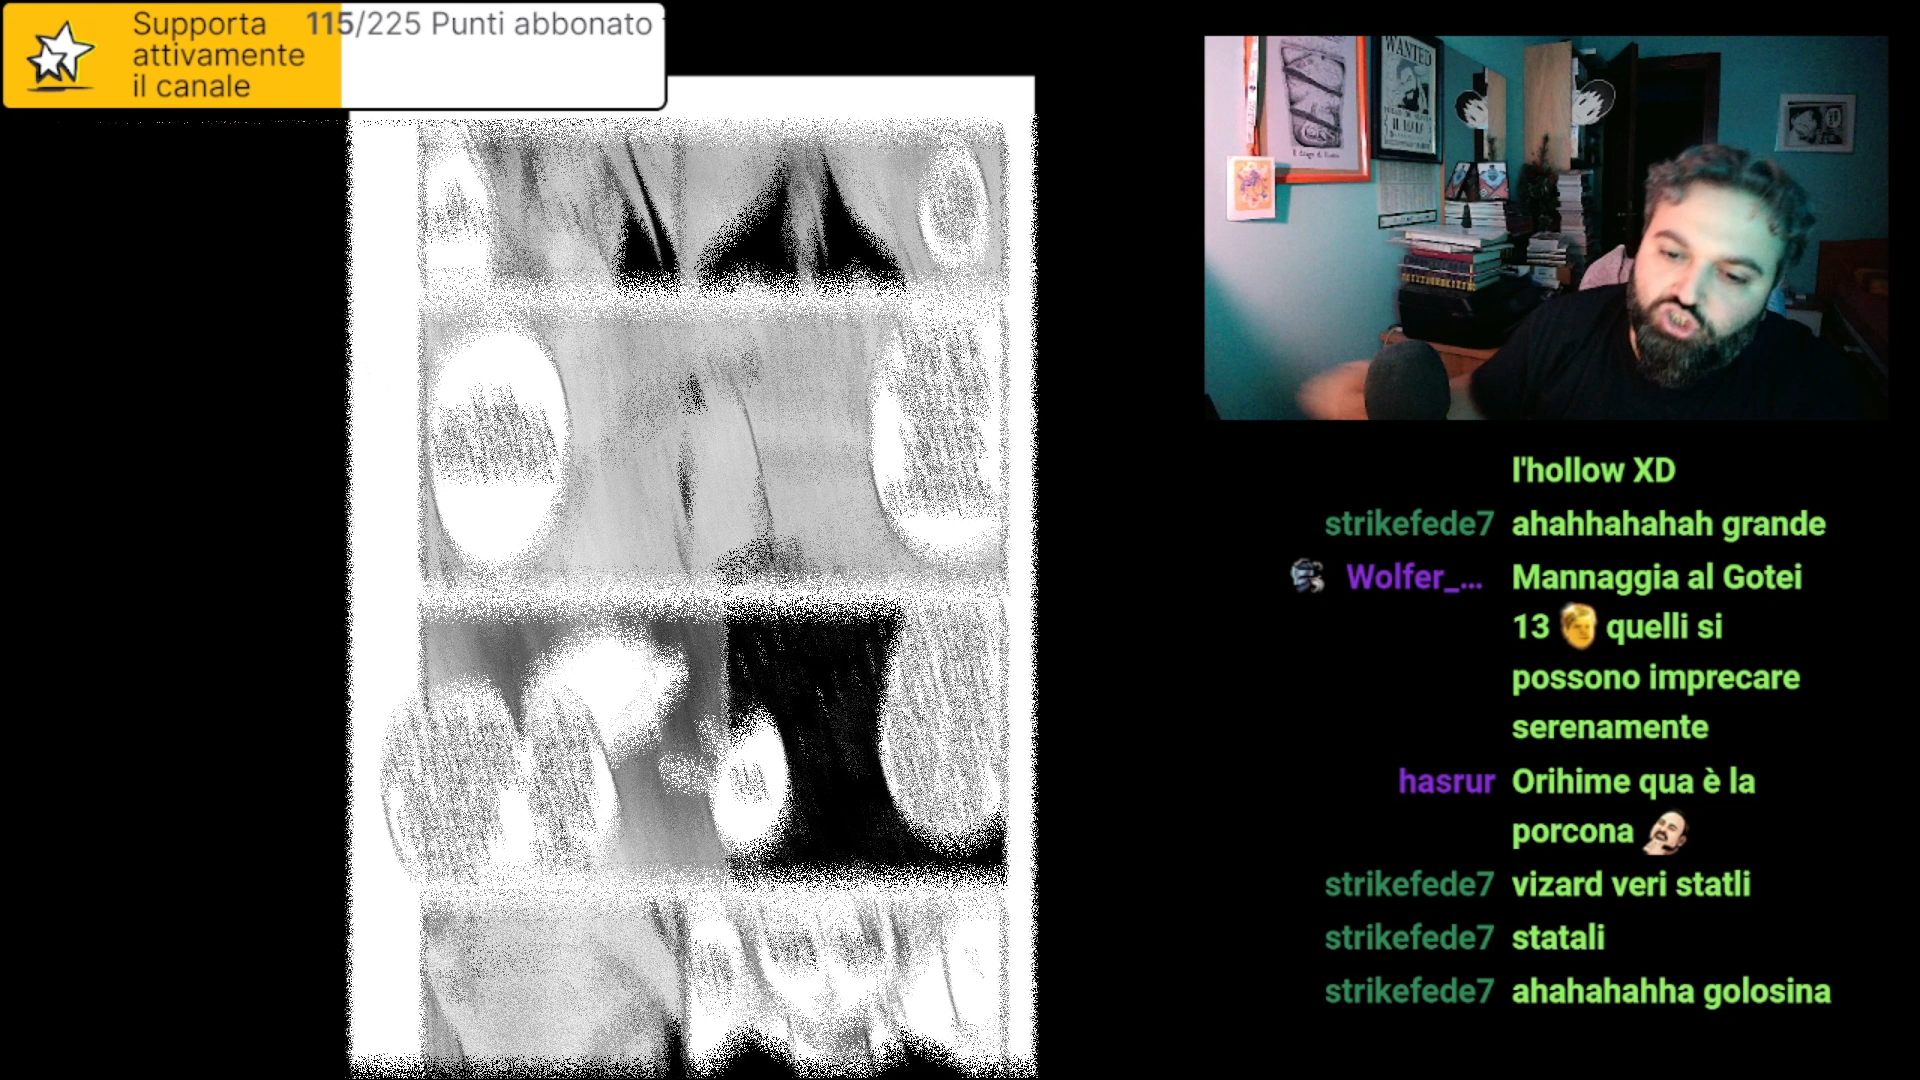 Supporta
attivamente
il canale
115/225 Punti abbonato
WANTED
l'hollow XD
strikefede7 ahahhahahah grande
Wolfer_... Mannaggia al Gotei
13 quelli si
possono imprecare
serenamente
hasrur Orihime qua è la
porcona
strikefede7 vizard veri statli
strikefede7 statali
strikefede7 ahahahahha golosina